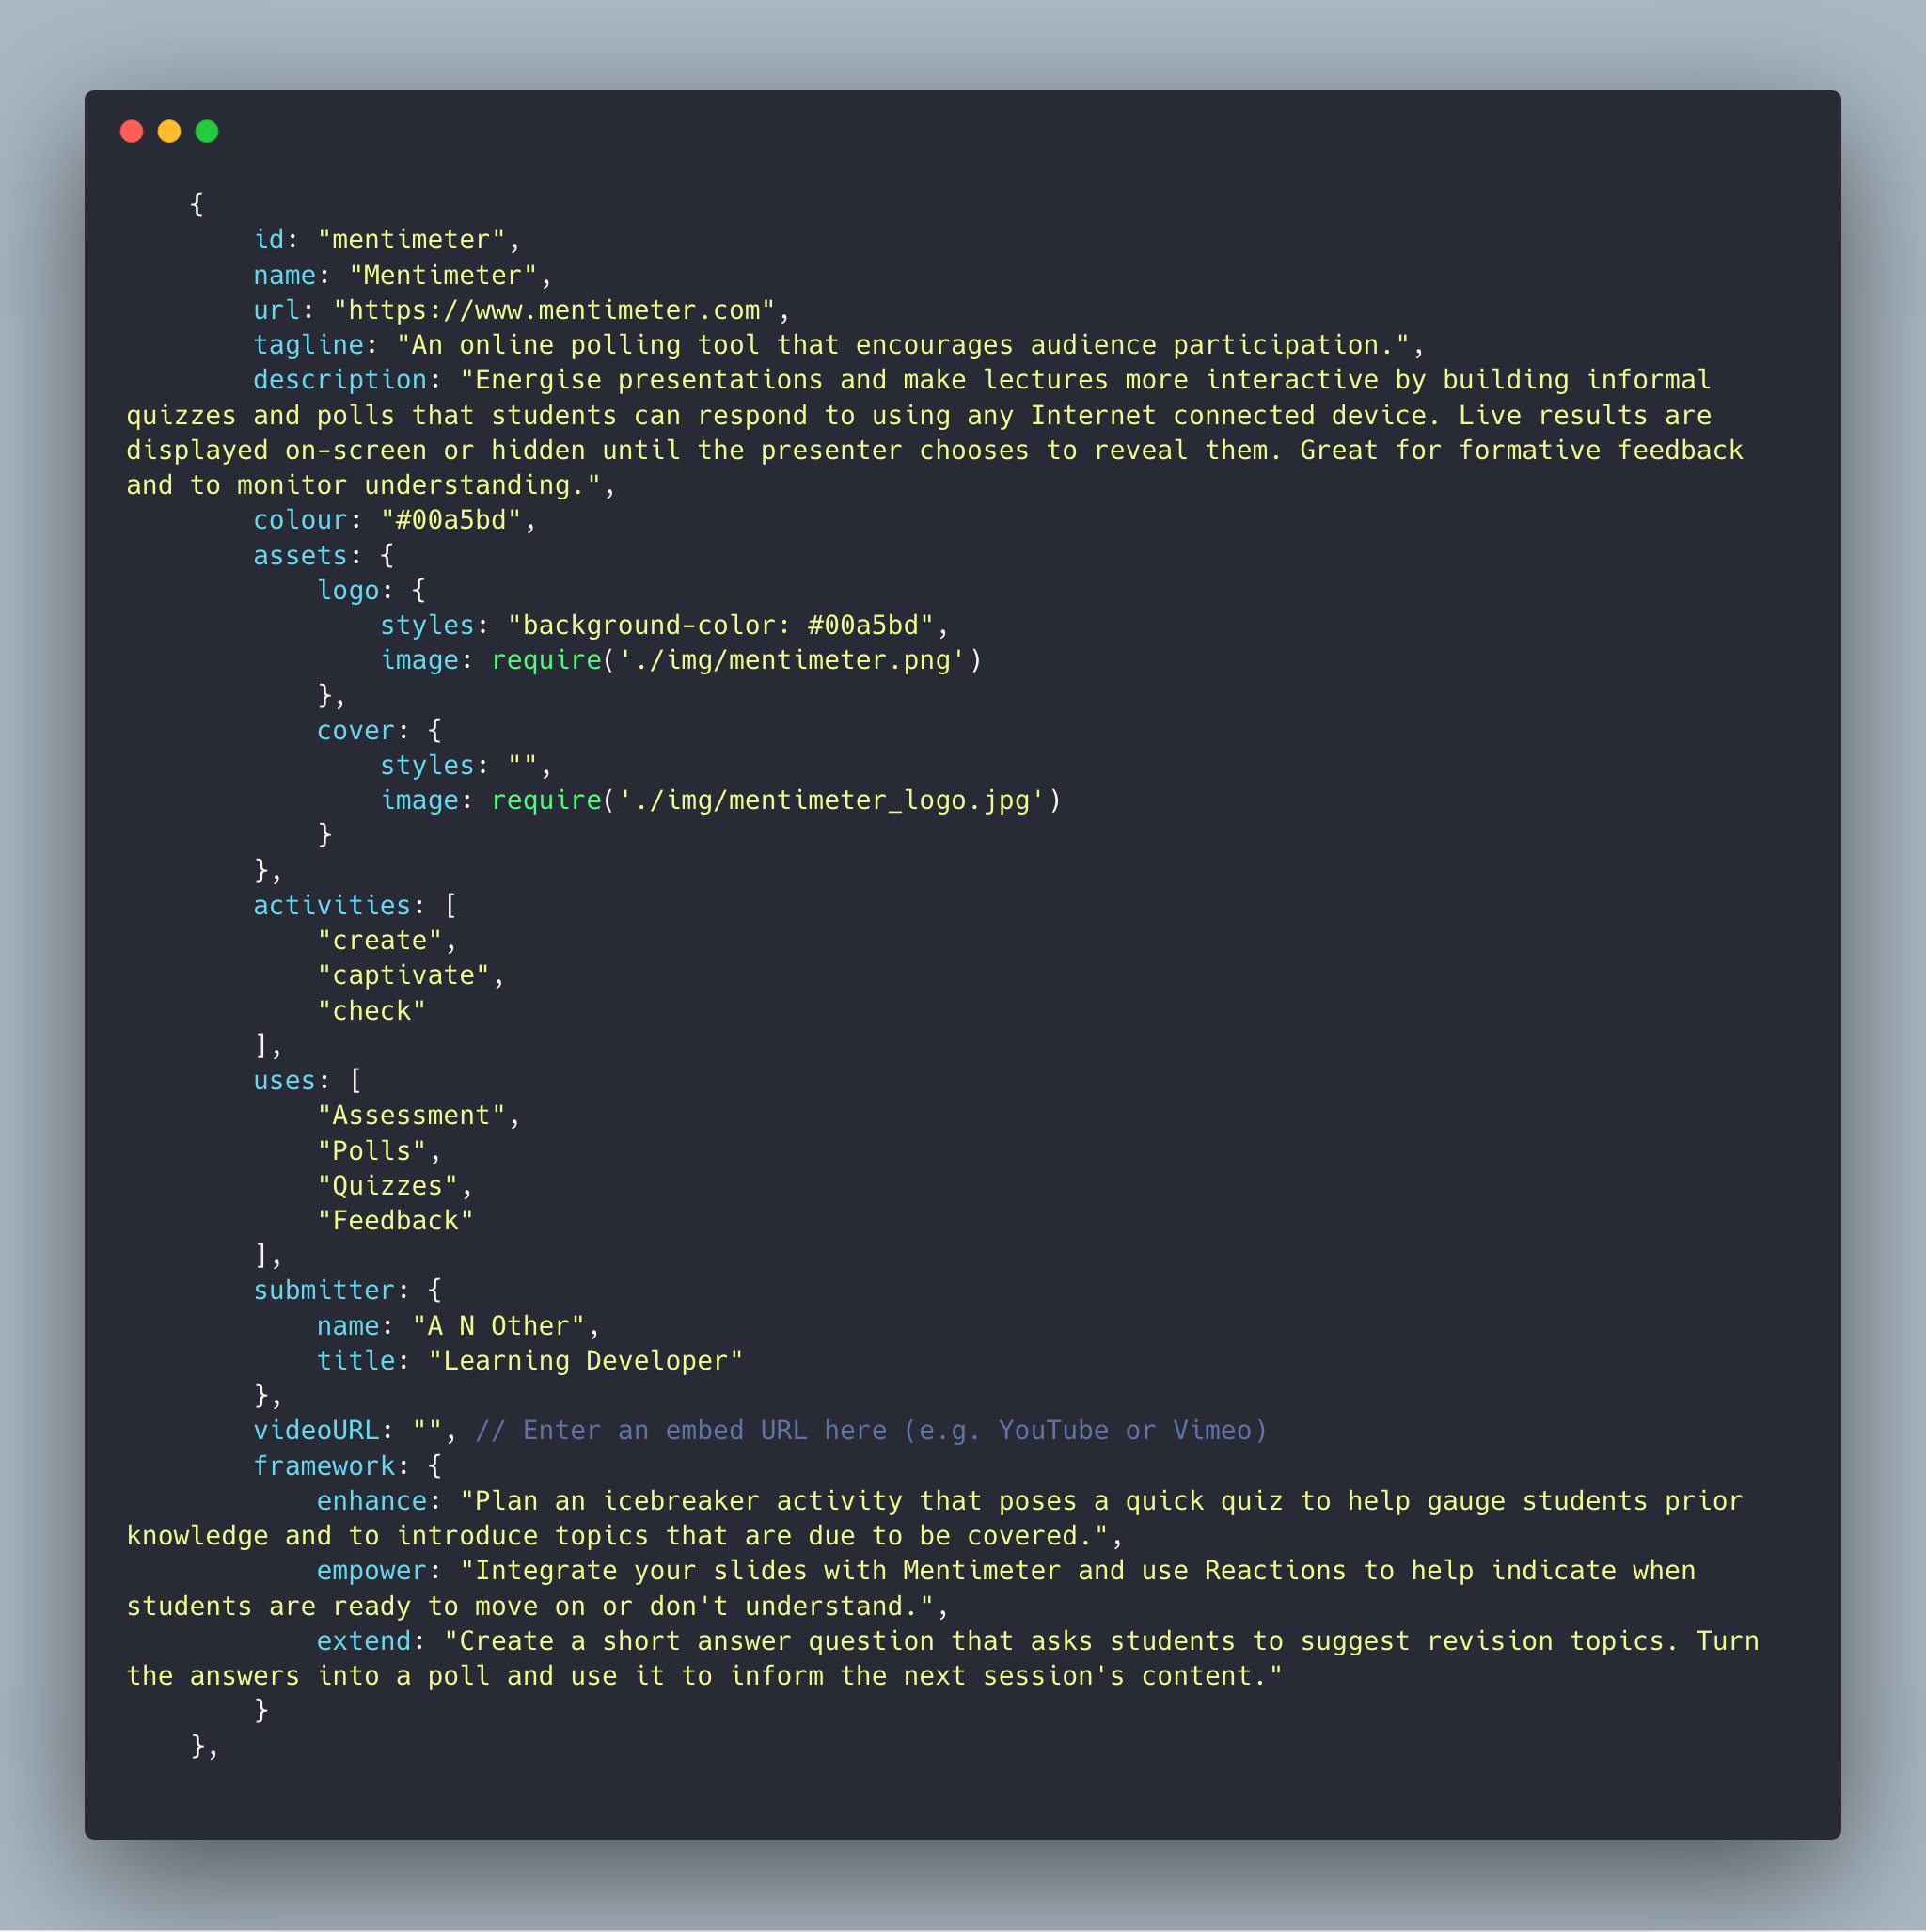 {
id: "mentimeter",
name: "Mentimeter",
url: "https://www.mentimeter.com",
tagline: "An online polling tool that encourages audience participation.",
description: "Energise presentations and make lectures more interactive by building informal
quizzes and polls that students can respond to using any Internet connected device. Live results are
displayed on-screen or hidden until the presenter chooses to reveal them. Great for formative feedback
and to monitor understanding.",
colour: "#00a5bd",
assets: {
logo: {
styles: "background-color: #00a5bd",
image: require('./img/mentimeter.png')
},
cover: {
styles: "",
image: require('./img/mentimeter_logo.jpg')
}
},
activities: [
"create",
"captivate",
"check"
],
uses: [
"Assessment",
"Polls",
"Quizzes",
"Feedback"
],
submitter: {
name: "A N Other",
title: "Learning Developer"
},
videoURL: "", // Enter an embed URL here (e.g. YouTube or Vimeo)
framework: {
enhance: "Plan an icebreaker activity that poses a quick quiz to help gauge students prior
knowledge and to introduce topics that are due to be covered.",
empower: "Integrate your slides with Mentimeter and use Reactions to help indicate when
students are ready to move on or don't understand.",
extend: "Create a short answer question that asks students to suggest revision topics. Turn
the answers into a poll and use it to inform the next session's content."
}
},